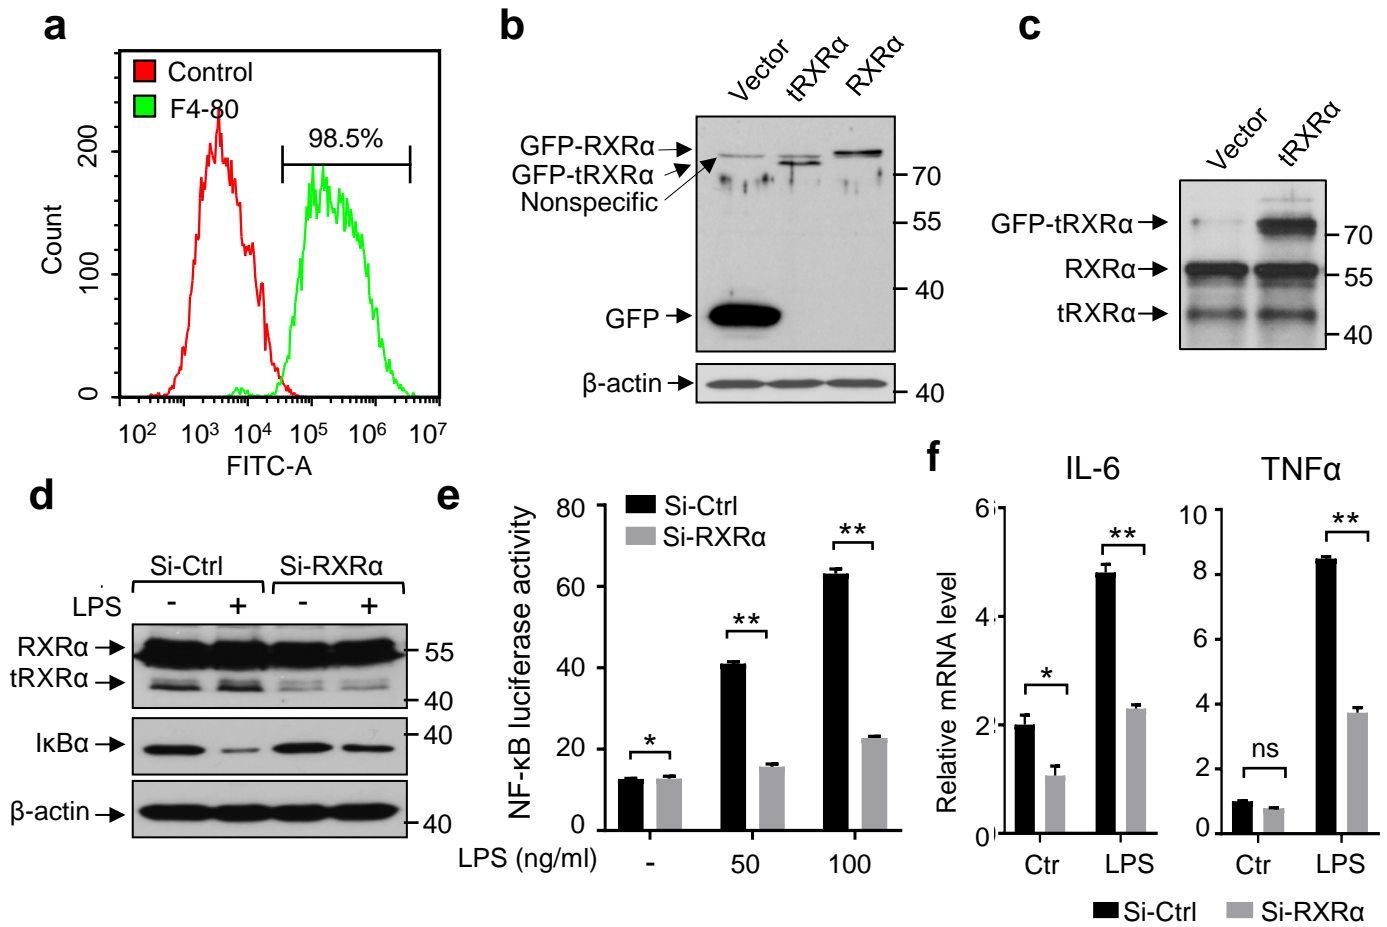 a
Control
F4-80
98.5%
Count
200
100
0
10² 10³ 10⁴ 10⁵ 10⁶ 10⁷
FITC-A
b
Vector tRXRα RXRα
GFP-RXRα
GFP-tRXRα
Nonspecific
GFP
β-actin
70
55
40
40
c
Vector tRXRα
GFP-tRXRα
RXRα
tRXRα
70
55
40
d
Si-Ctrl Si-RXRα
LPS - + - +
RXRα
tRXRα
IκBα
β-actin
55
40
40
40
e
Si-Ctrl
Si-RXRα
NF-κB luciferase activity
80
60
40
20
0
* ** **
LPS (ng/ml) - 50 100
f
IL-6 TNFα
Relative mRNA level
6
4
2
0
* **
Ctr LPS
10
8
6
4
2
0
ns **
Ctr LPS
Si-Ctrl Si-RXRα